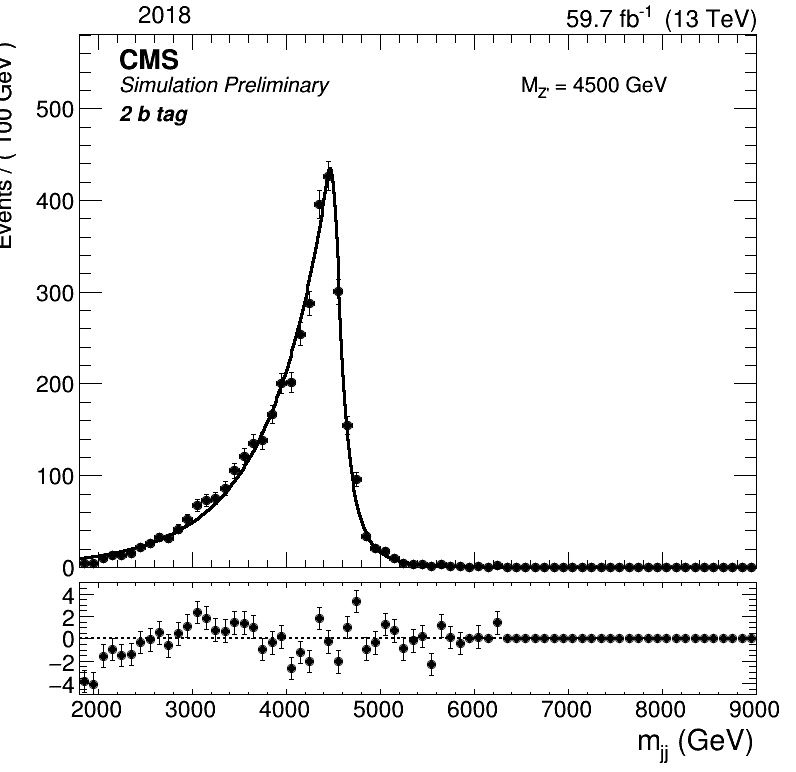 2018 59.7 fb⁻¹ (13 TeV)
CMS
Simulation Preliminary
M_Z' = 4500 GeV
2 b tag
Events / ( 100 GeV )
500
400
300
200
100
0
4
2
0
−2
−4
2000 3000 4000 5000 6000 7000 8000 9000
m_jj (GeV)